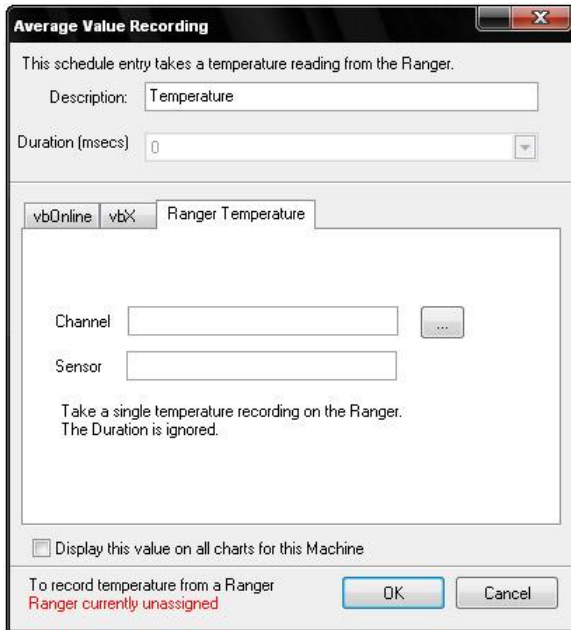 Average Value Recording
This schedule entry takes a temperature reading from the Ranger.
Description: Temperature
Duration (msecs) 0
vbOnline vbX Ranger Temperature
Channel ...
Sensor
Take a single temperature recording on the Ranger.
The Duration is ignored.
Display this value on all charts for this Machine
To record temperature from a Ranger
Ranger currently unassigned
OK Cancel